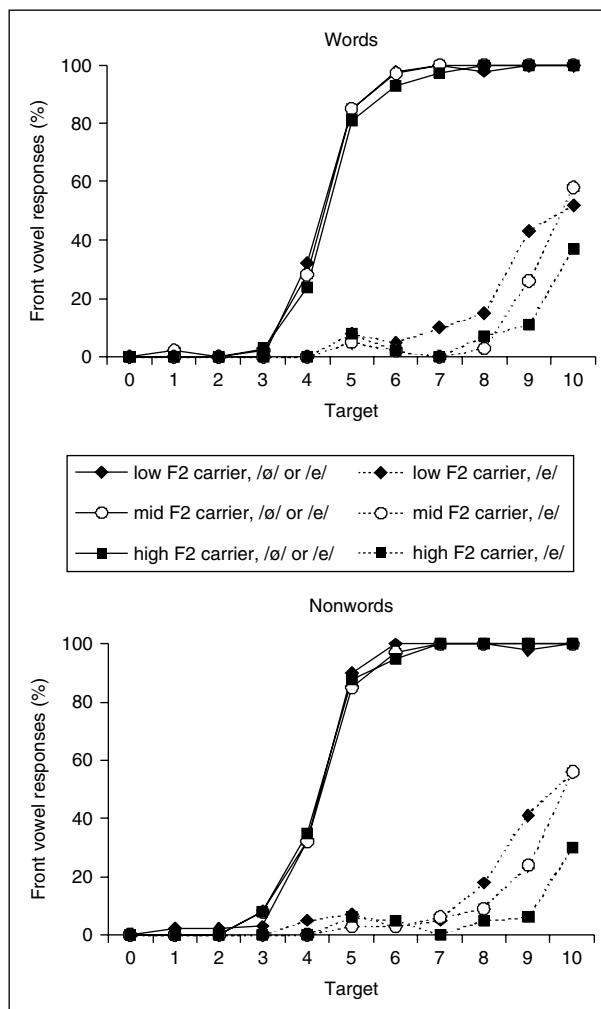 Words
Front vowel responses (%)
100
80
60
40
20
0
0 1 2 3 4 5 6 7 8 9 10
Target
low F2 carrier, /ø/ or /e/ low F2 carrier, /e/
mid F2 carrier, /ø/ or /e/ mid F2 carrier, /e/
high F2 carrier, /ø/ or /e/ high F2 carrier, /e/
Nonwords
Front vowel responses (%)
100
80
60
40
20
0
0 1 2 3 4 5 6 7 8 9 10
Target